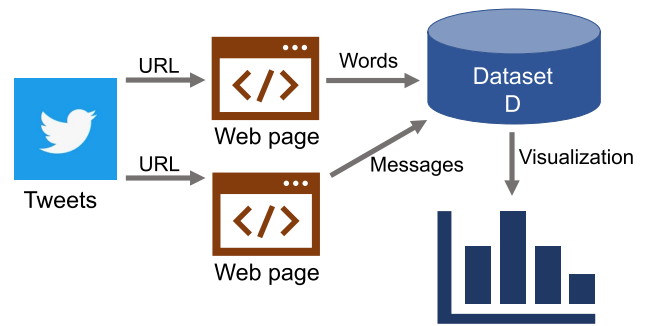 URL
Words
Dataset
D
Web page
URL
Messages
Visualization
Tweets
Web page